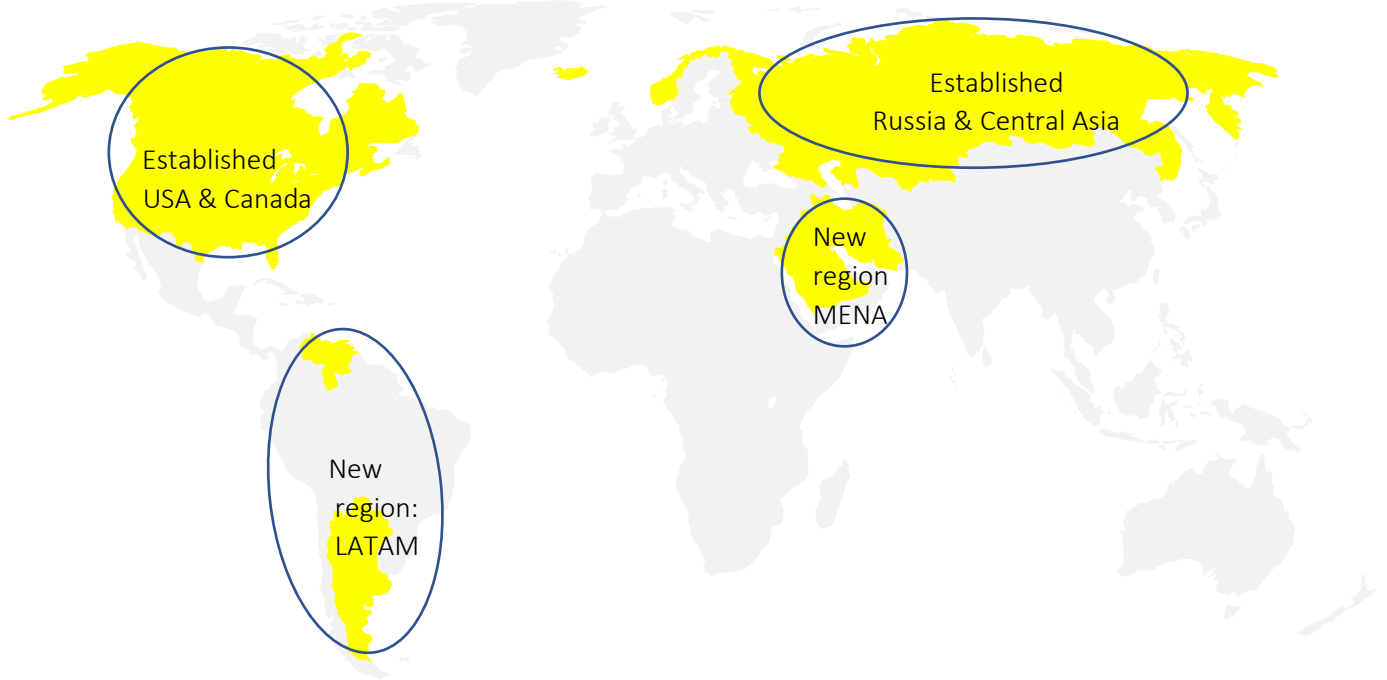 Established
USA & Canada
Established
Russia & Central Asia
New
region
MENA
New
region:
LATAM